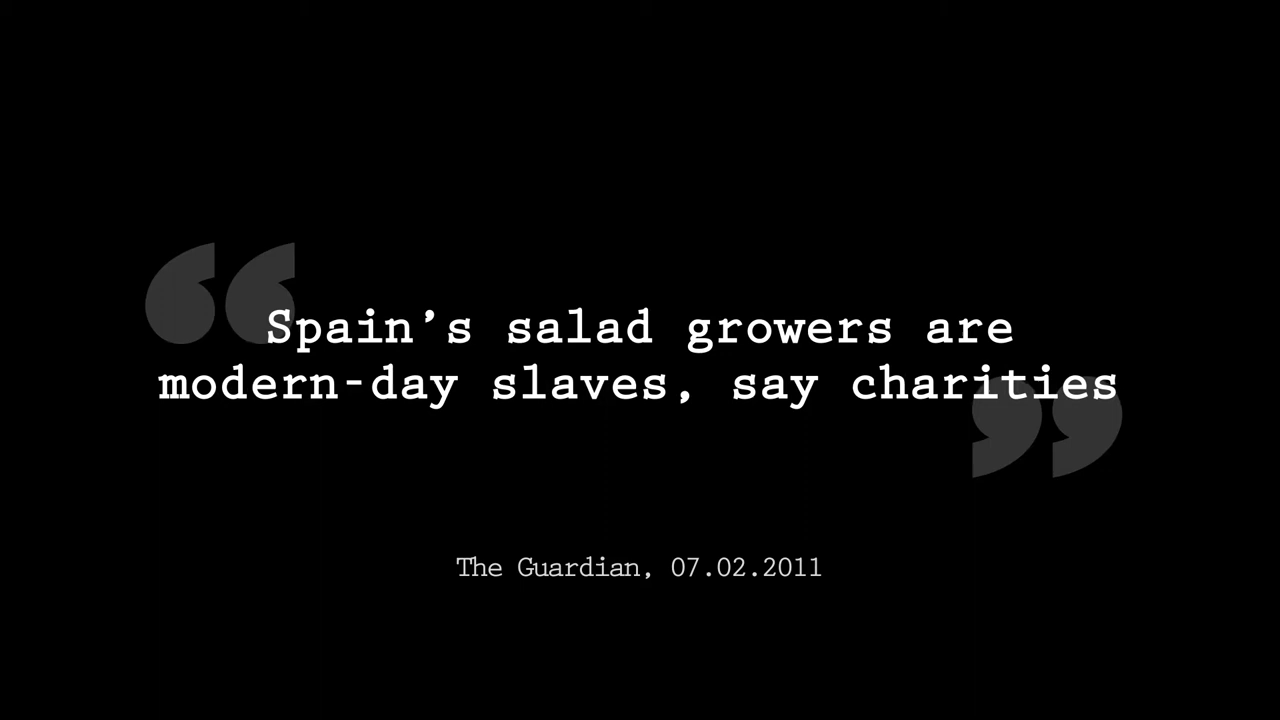 Spain's salad growers are
modern-day slaves, say charities
The Guardian, 07.02.2011